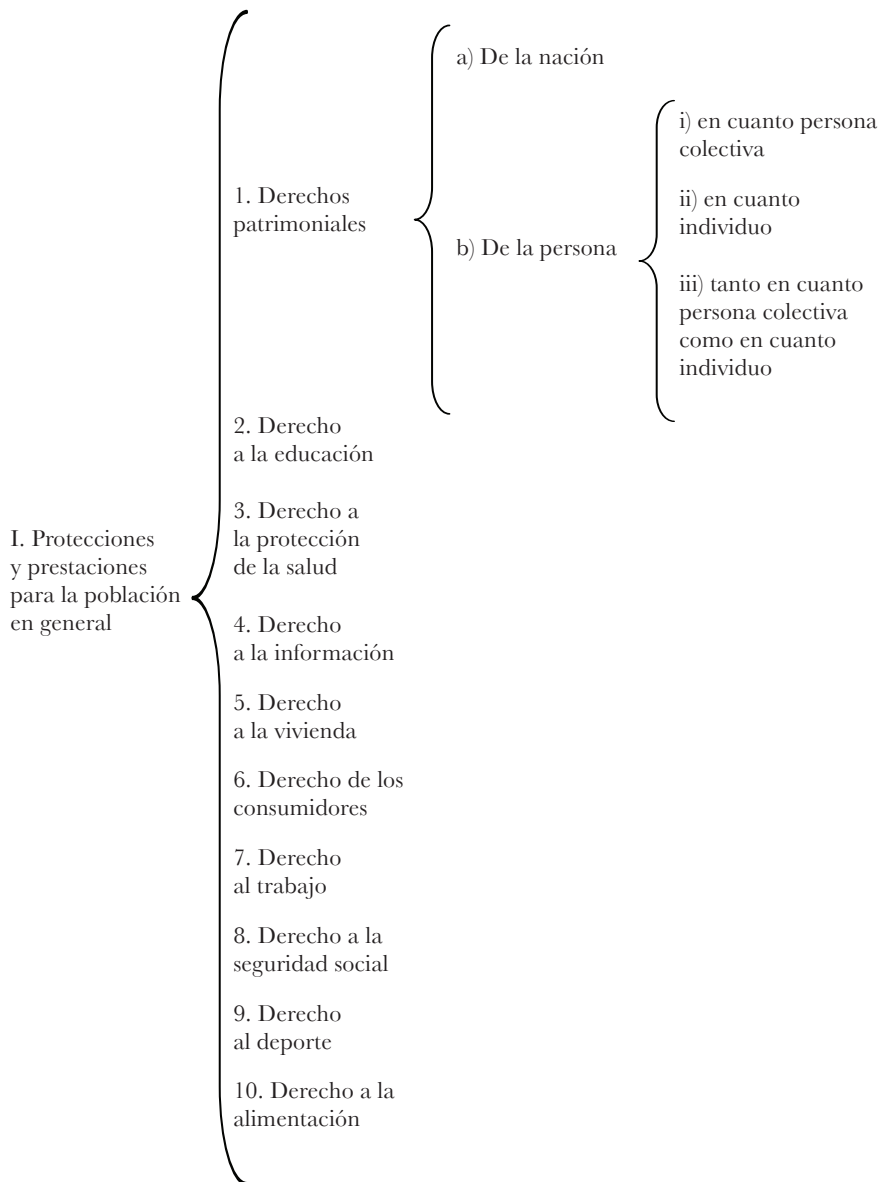 I. Protecciones
y prestaciones
para la población
en general
1. Derechos
patrimoniales
a) De la nación
b) De la persona
i) en cuanto persona
colectiva
ii) en cuanto
individuo
iii) tanto en cuanto
persona colectiva
como en cuanto
individuo
2. Derecho
a la educación
3. Derecho a
la protección
de la salud
4. Derecho
a la información
5. Derecho
a la vivienda
6. Derecho de los
consumidores
7. Derecho
al trabajo
8. Derecho a la
seguridad social
9. Derecho
al deporte
10. Derecho a la
alimentación